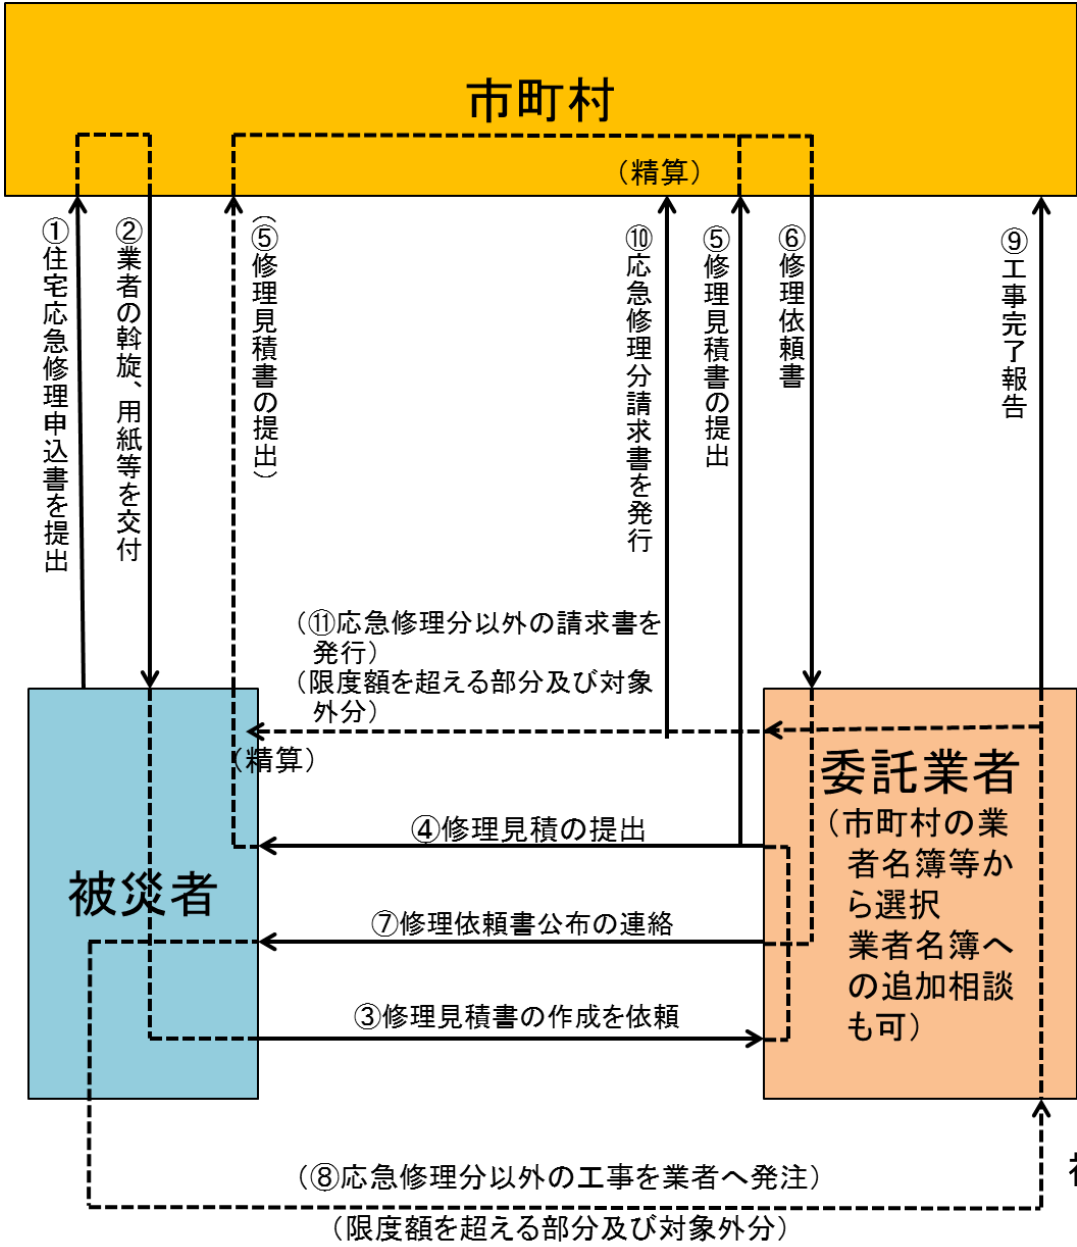 市町村
（精算）
①住宅応急修理申込書を提出
②業者の斡旋、用紙等を交付
（⑤修理見積書の提出）
⑩応急修理分請求書を発行
⑤修理見積書の提出
⑥修理依頼書
⑨工事完了報告
（⑪応急修理分以外の請求書を
発行）
（限度額を超える部分及び対象
外分）
（精算）
委託業者
（市町村の業
者名簿等か
ら選択
業者名簿へ
の追加相談
も可）
④修理見積の提出
被災者
⑦修理依頼書公布の連絡
③修理見積書の作成を依頼
（⑧応急修理分以外の工事を業者へ発注）
（限度額を超える部分及び対象外分）